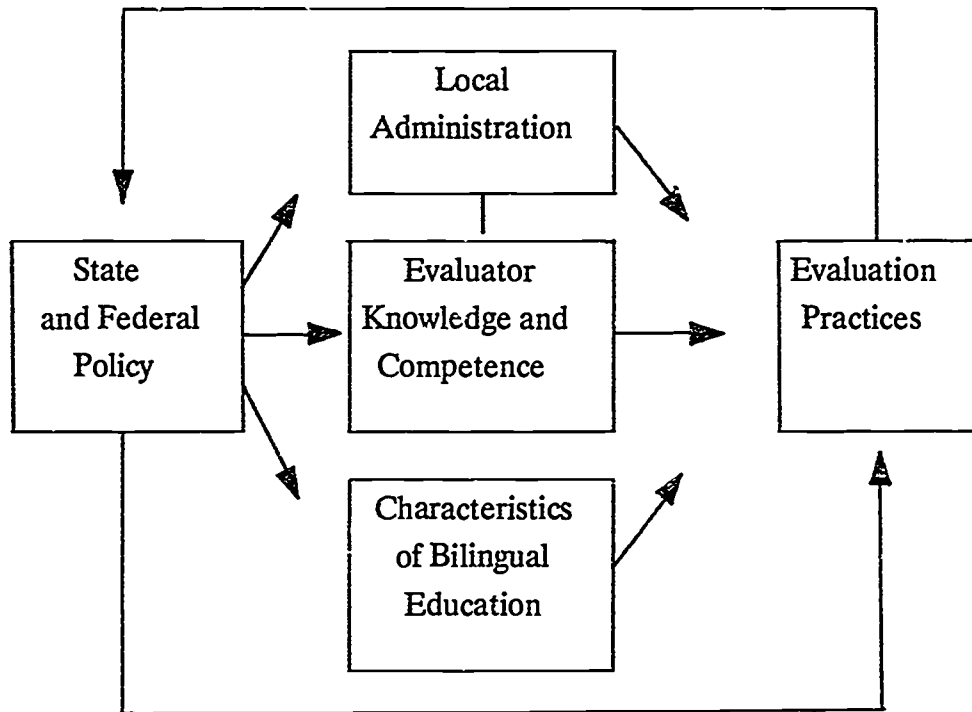 Local
Administration
State
and Federal
Policy
Evaluator
Knowledge and
Competence
Evaluation
Practices
Characteristics
of Bilingual
Education